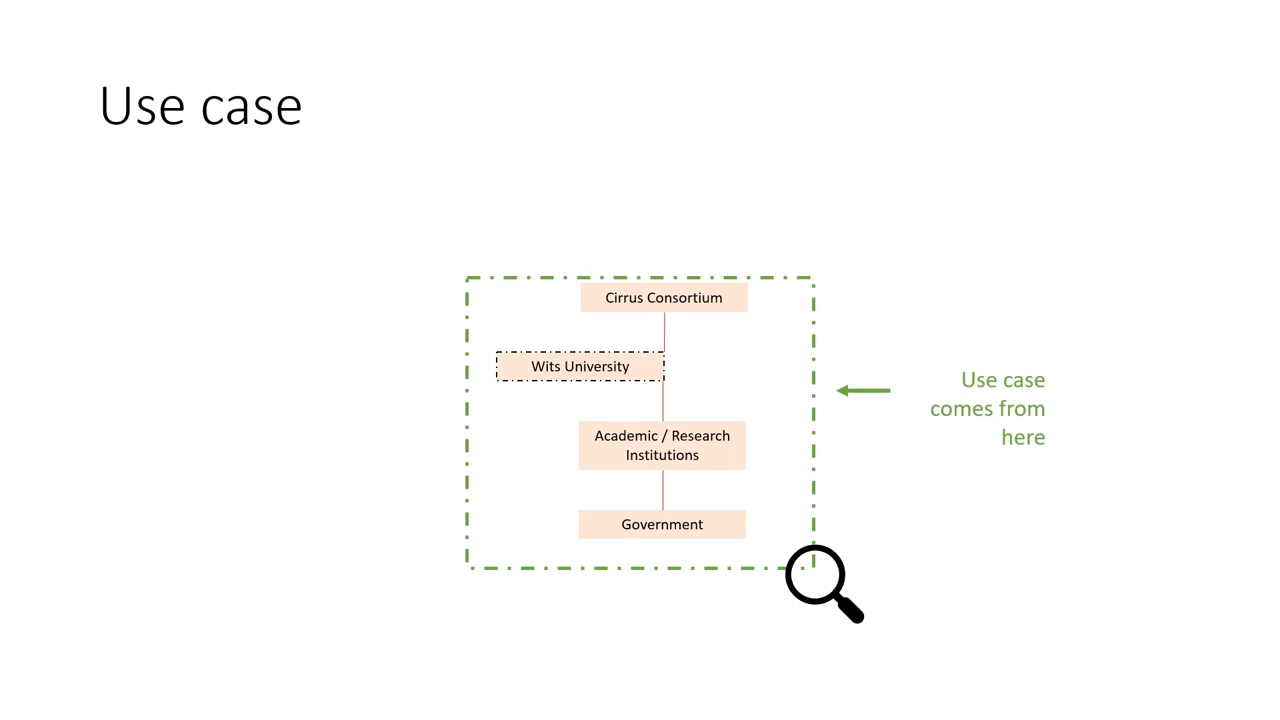 Use case
Cirrus Consortium
Wits University
Academic / Research
Institutions
Government
Use case
comes from
here